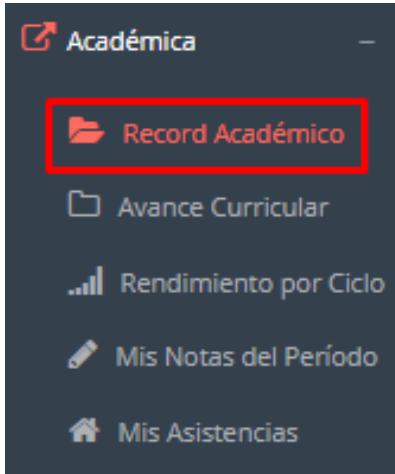 Académica
Record Académico
Avance Curricular
Rendimiento por Ciclo
Mis Notas del Período
Mis Asistencias